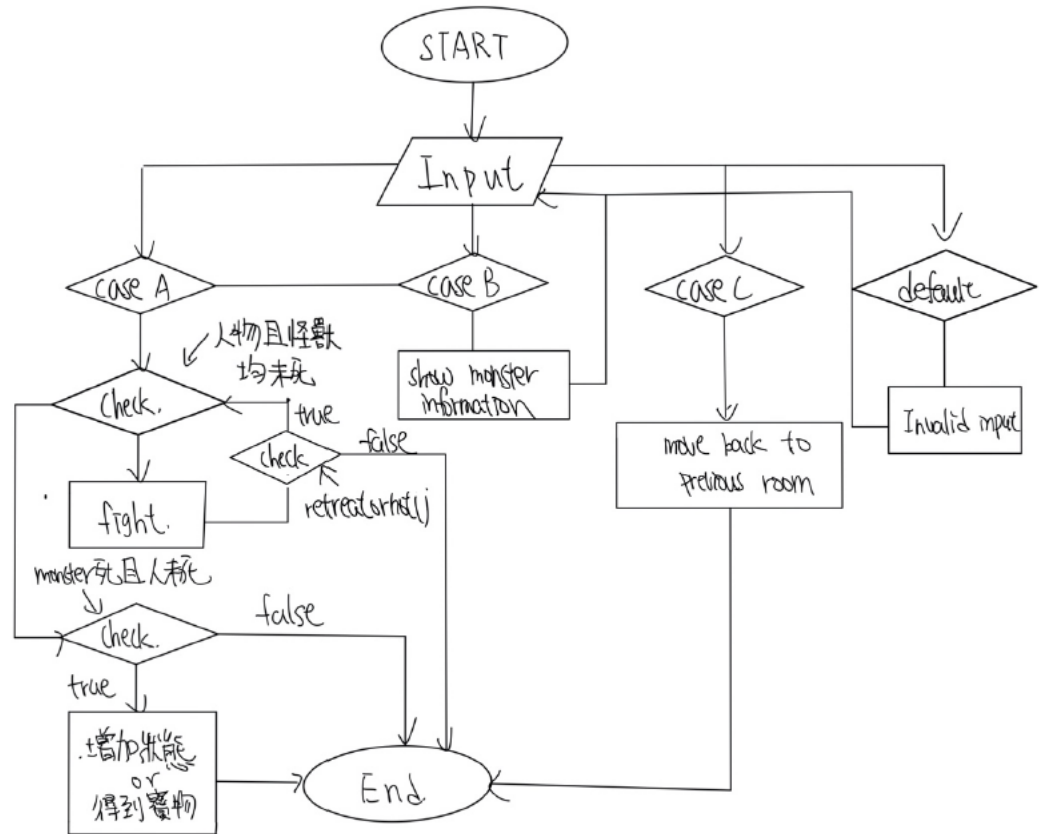 START
Input
case A
case B
case C
default
人物且怪獸
均未死
check.
true
false
show monster
information
Invalid input
move back to
previous room
check
retreatornot()
fight.
monster死且人未死
check.
false
true
增加狀態
or
得到寶物
End